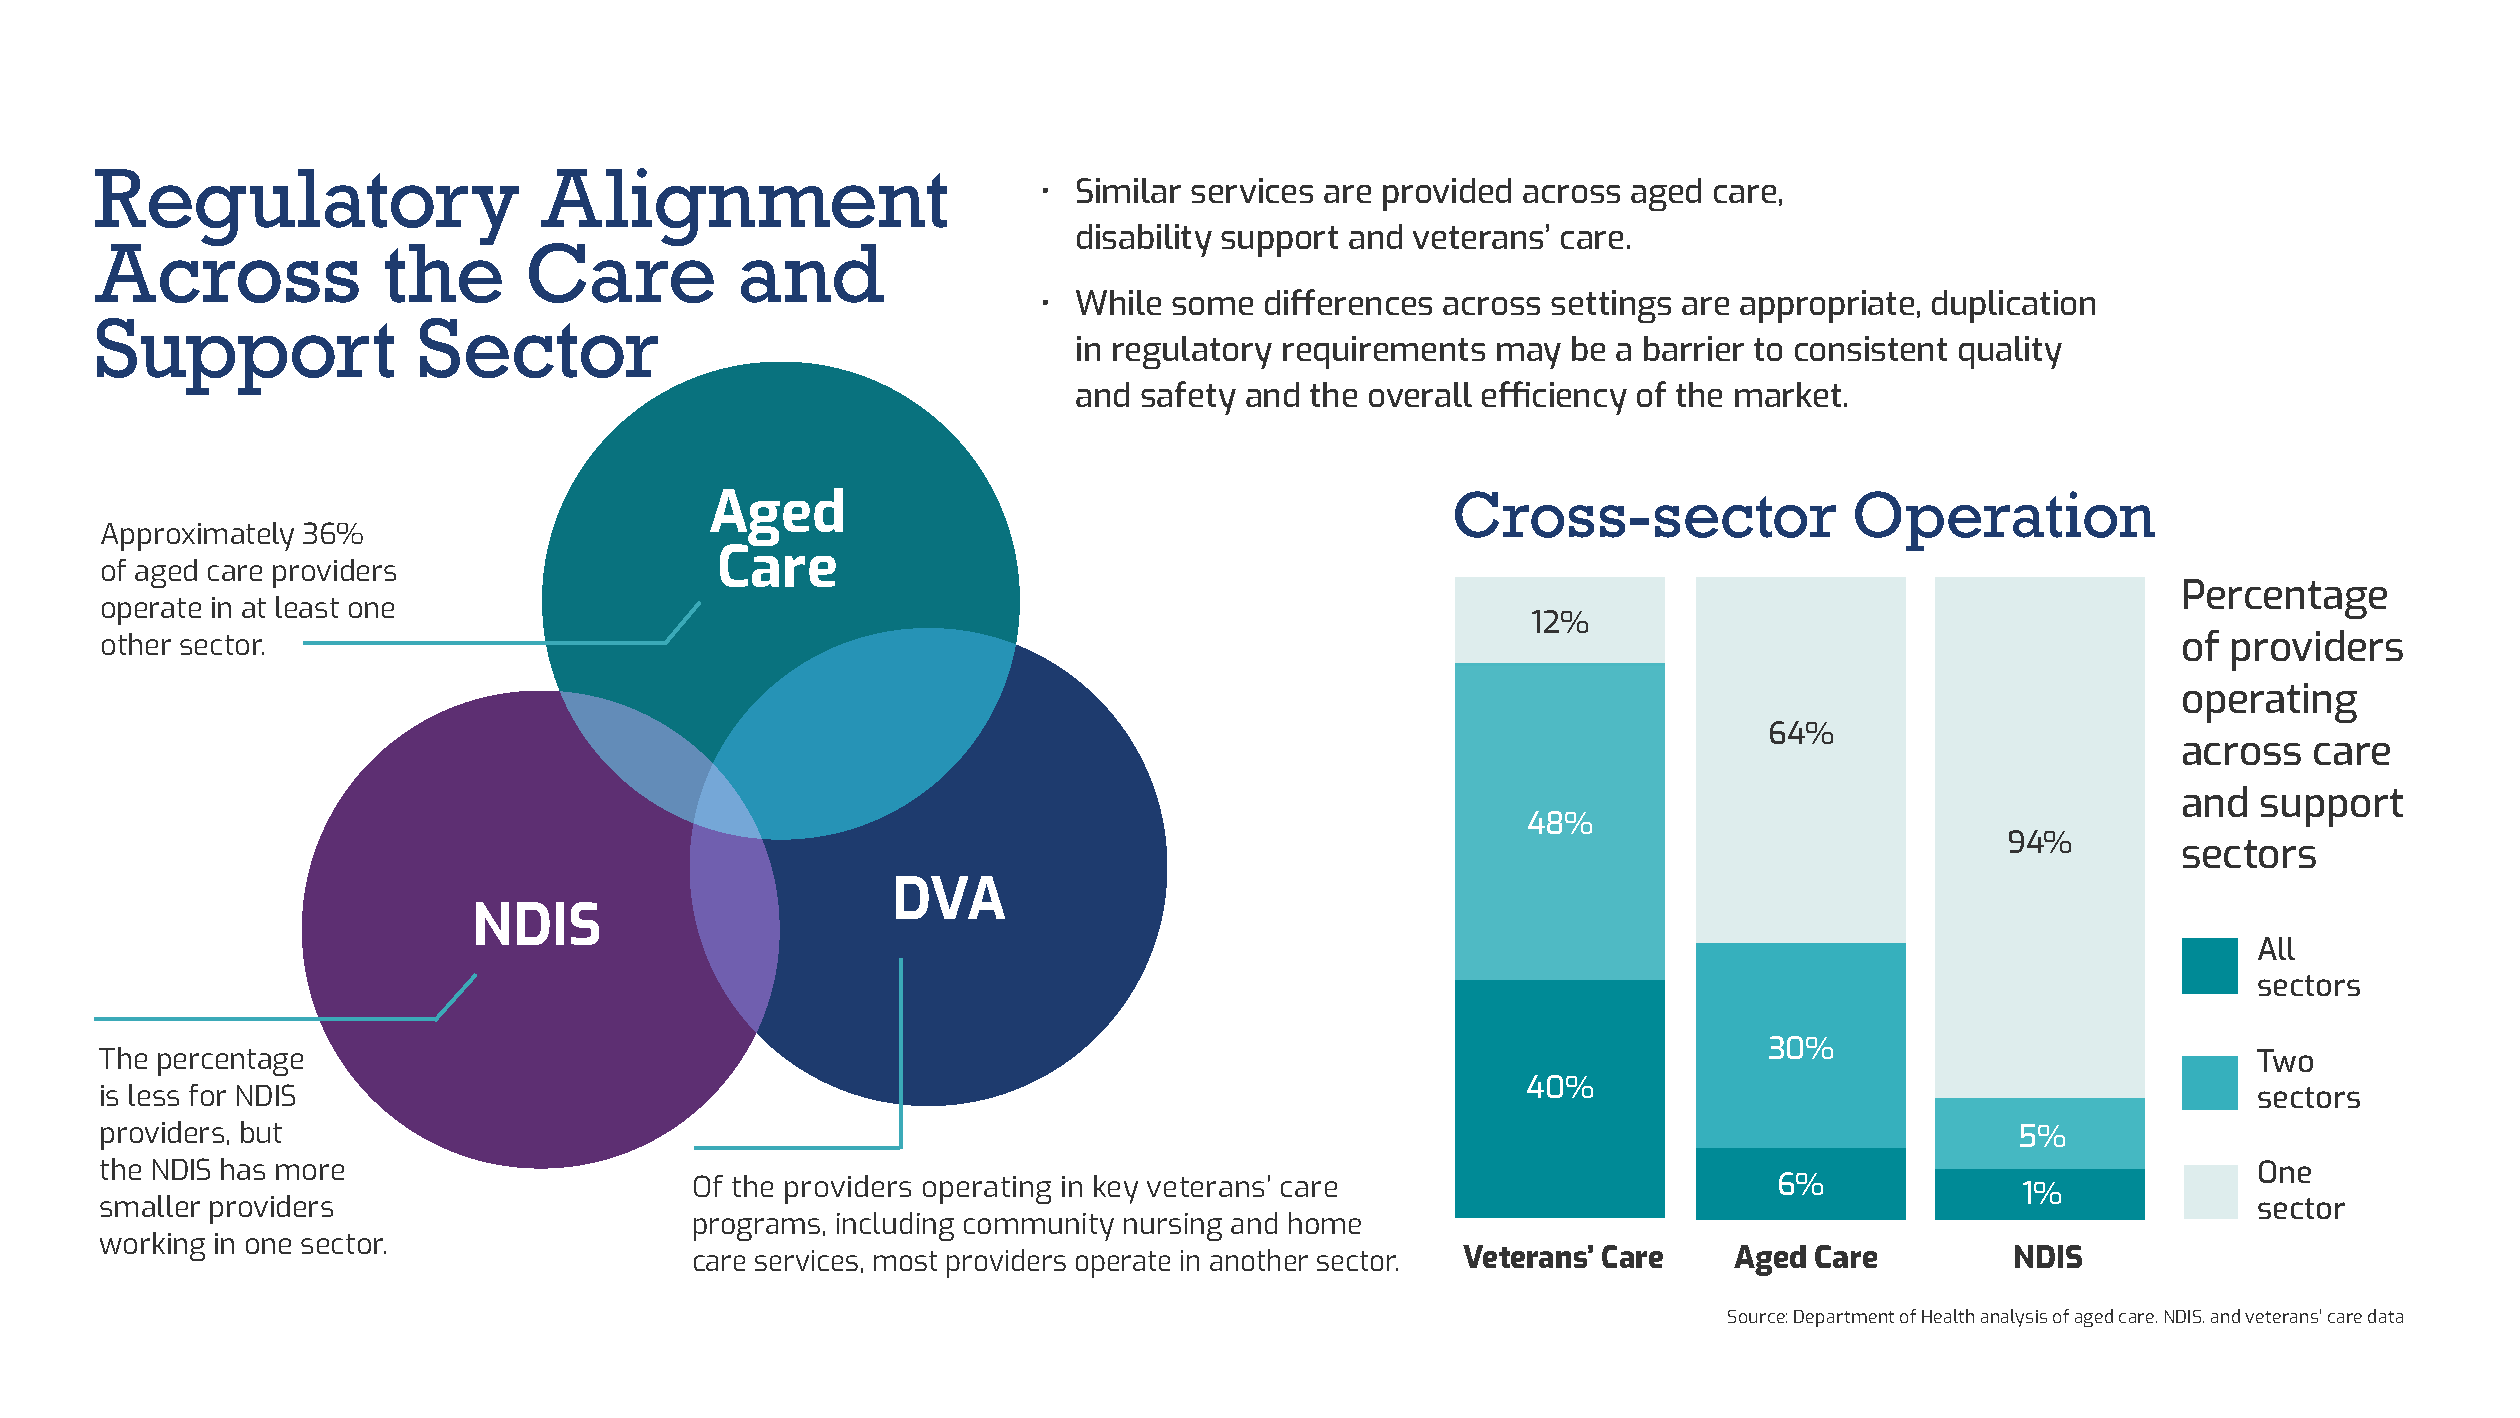 Regulatory Alignment
Across the Care and
Support Sector
• Similar services are provided across aged care,
disability support and veterans’ care.
• While some differences across settings are appropriate, duplication
in regulatory requirements may be a barrier to consistent quality
and safety and the overall efficiency of the market.
Aged
Care
Approximately 36%
of aged care providers
operate in at least one
other sector.
NDIS
DVA
The percentage
is less for NDIS
providers, but
the NDIS has more
smaller providers
working in one sector.
Of the providers operating in key veterans’ care
programs, including community nursing and home
care services, most providers operate in another sector.
Cross-sector Operation
12%
48%
40%
64%
30%
6%
94%
5%
1%
Veterans’ Care
Aged Care
NDIS
Percentage
of providers
operating
across care
and support
sectors
All
sectors
Two
sectors
One
sector
Source: Department of Health analysis of aged care. NDIS. and veterans’ care data